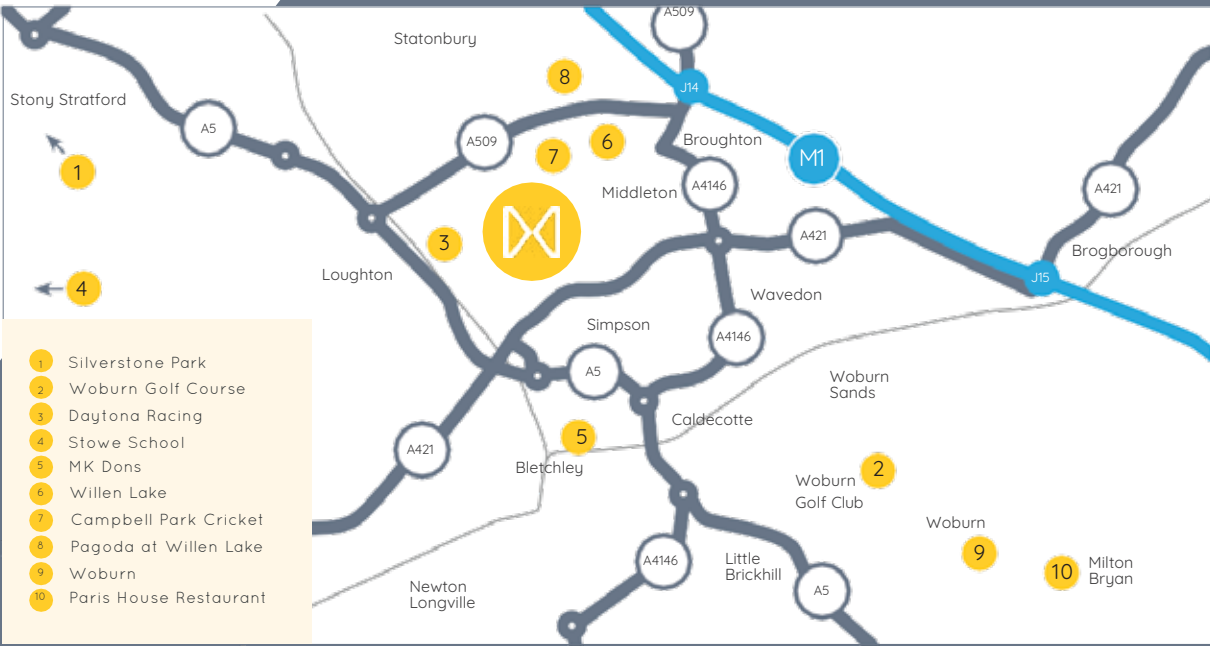 A509
Statonbury
8
J14
Stony Stratford
A5
A509
7
6
Broughton
M1
1
Middleton
A4146
A421
3
A421
Brogborough
Loughton
J15
4
Wavedon
Simpson
A4146
A5
Woburn
Sands
Caldecotte
5
A421
Bletchley
2
Woburn
Golf Club
Woburn
9
10
Milton
Bryan
A4146
Little
Brickhill
A5
Newton
Longville
1 Silverstone Park
2 Woburn Golf Course
3 Daytona Racing
4 Stowe School
5 MK Dons
6 Willen Lake
7 Campbell Park Cricket
8 Pagoda at Willen Lake
9 Woburn
10 Paris House Restaurant